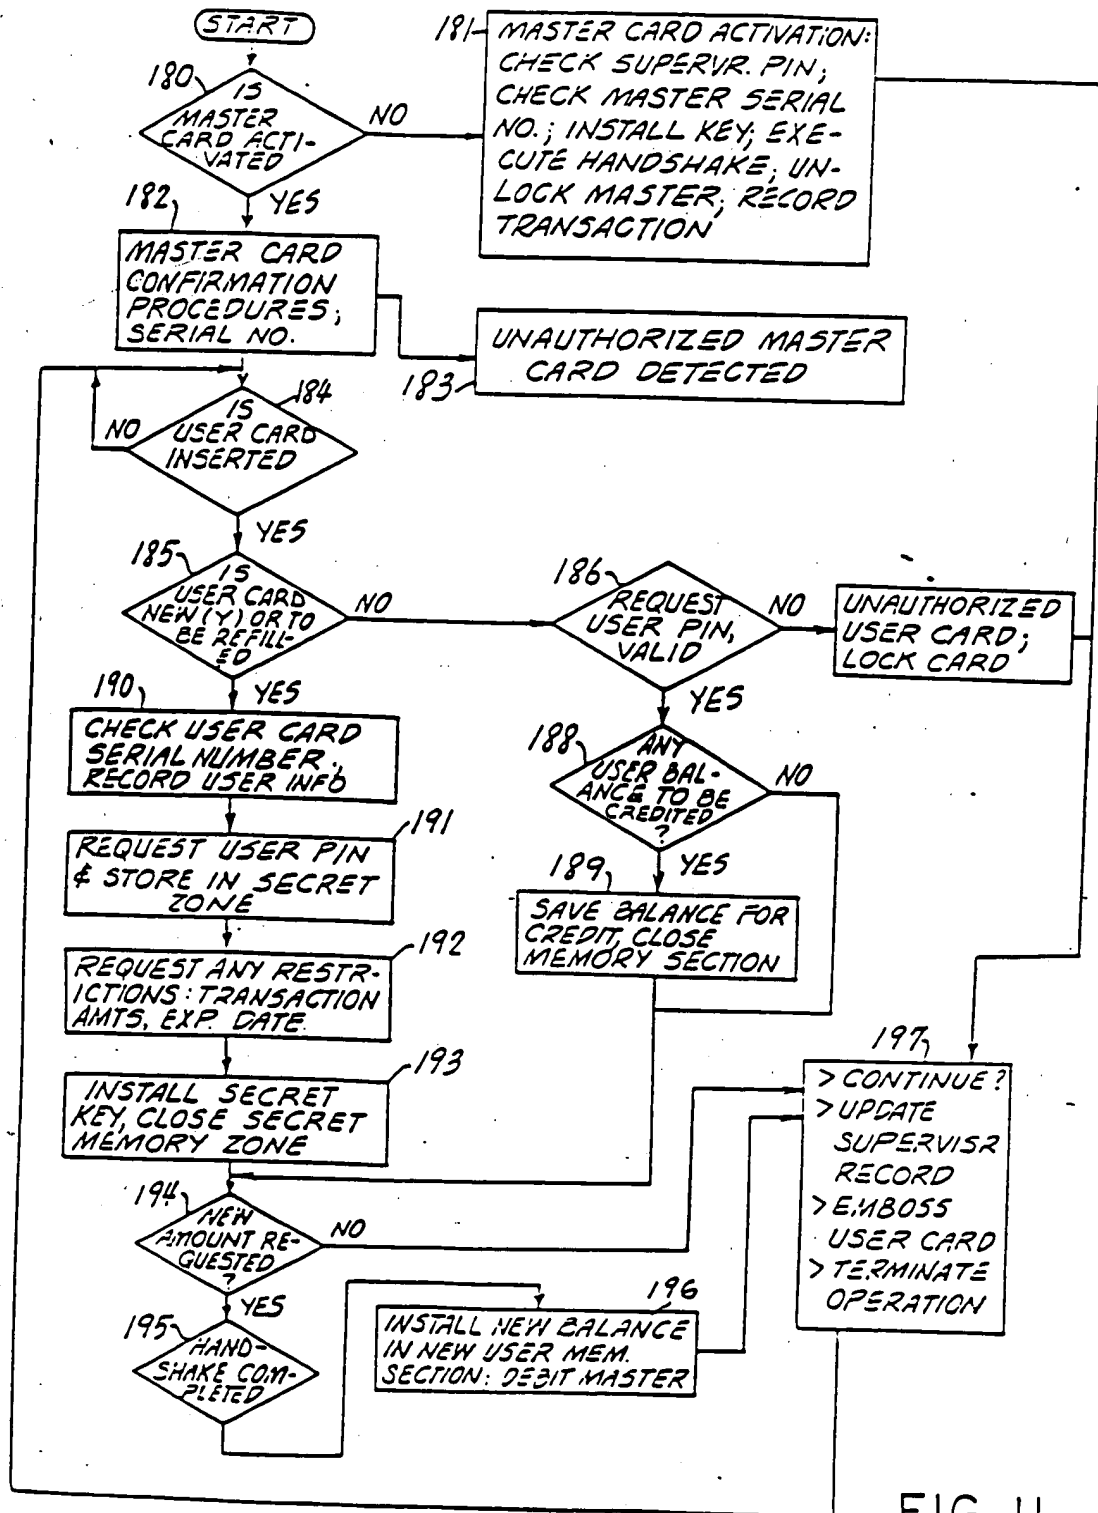 START
180
IS
MASTER
CARD ACTI-
VATED
NO
YES
181
MASTER CARD ACTIVATION:
CHECK SUPERVR. PIN;
CHECK MASTER SERIAL
NO.; INSTALL KEY; EXE-
CUTE HANDSHAKE; UN-
LOCK MASTER; RECORD
TRANSACTION
182
MASTER CARD
CONFIRMATION
PROCEDURES;
SERIAL NO.
UNAUTHORIZED MASTER
CARD DETECTED
183
184
IS
USER CARD
INSERTED
NO
YES
185
IS
USER CARD
NEW (Y) OR TO
BE REFILL-
ED
NO
YES
186
REQUEST
USER PIN,
VALID
NO
YES
UNAUTHORIZED
USER CARD;
LOCK CARD
188
ANY
USER BAL-
ANCE TO BE
CREDITED
?
NO
YES
189
SAVE BALANCE FOR
CREDIT, CLOSE
MEMORY SECTION
190
CHECK USER CARD
SERIAL NUMBER.,
RECORD USER INFO
191
REQUEST USER PIN
& STORE IN SECRET
ZONE
192
REQUEST ANY RESTR-
ICTIONS: TRANSACTION
AMTS, EXP. DATE.
193
INSTALL SECRET
KEY, CLOSE SECRET
MEMORY ZONE
194
NEW
AMOUNT RE-
QUESTED
?
NO
YES
195
HAND-
SHAKE COM-
PLETED
196
INSTALL NEW BALANCE
IN NEW USER MEM.
SECTION: DEBIT MASTER
197
> CONTINUE?
> UPDATE
SUPERVISR
RECORD
> EMBOSS
USER CARD
> TERMINATE
OPERATION
FIG. 11